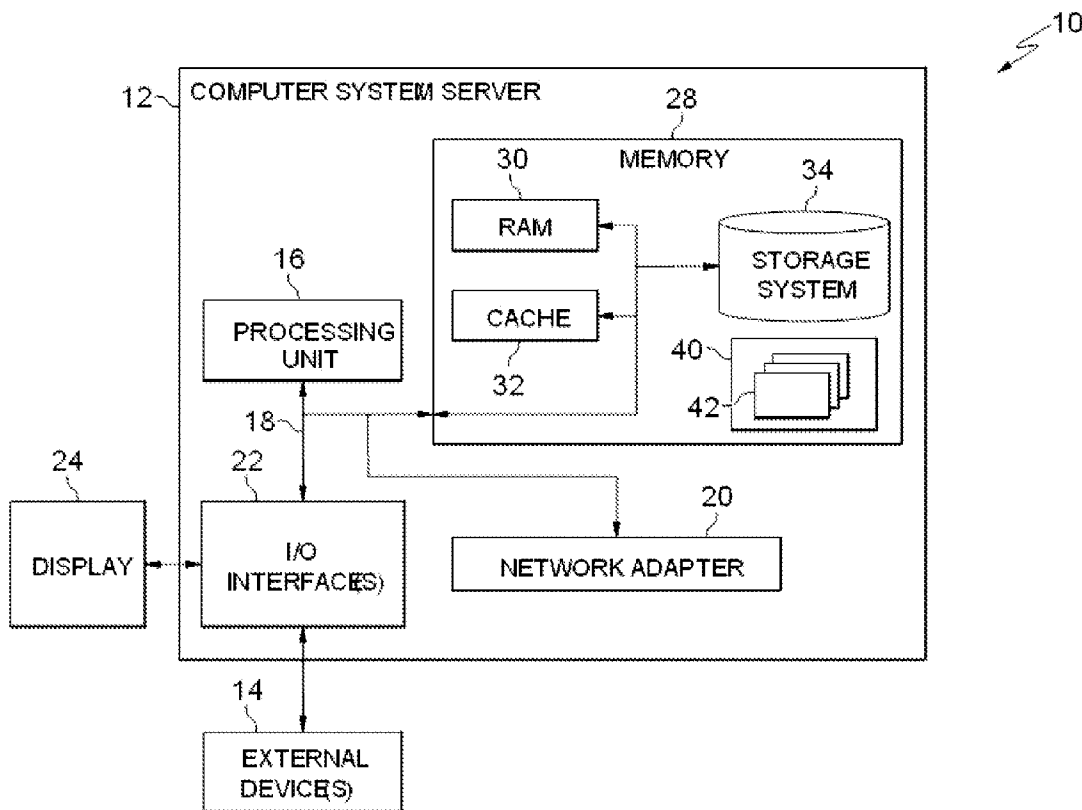 10
12
COMPUTER SYSTEM SERVER
28
MEMORY
30
RAM
34
STORAGE
SYSTEM
CACHE
32
40
42
16
PROCESSING
UNIT
18
24
DISPLAY
22
I/O
INTERFACE(S)
20
NETWORK ADAPTER
14
EXTERNAL
DEVICE(S)